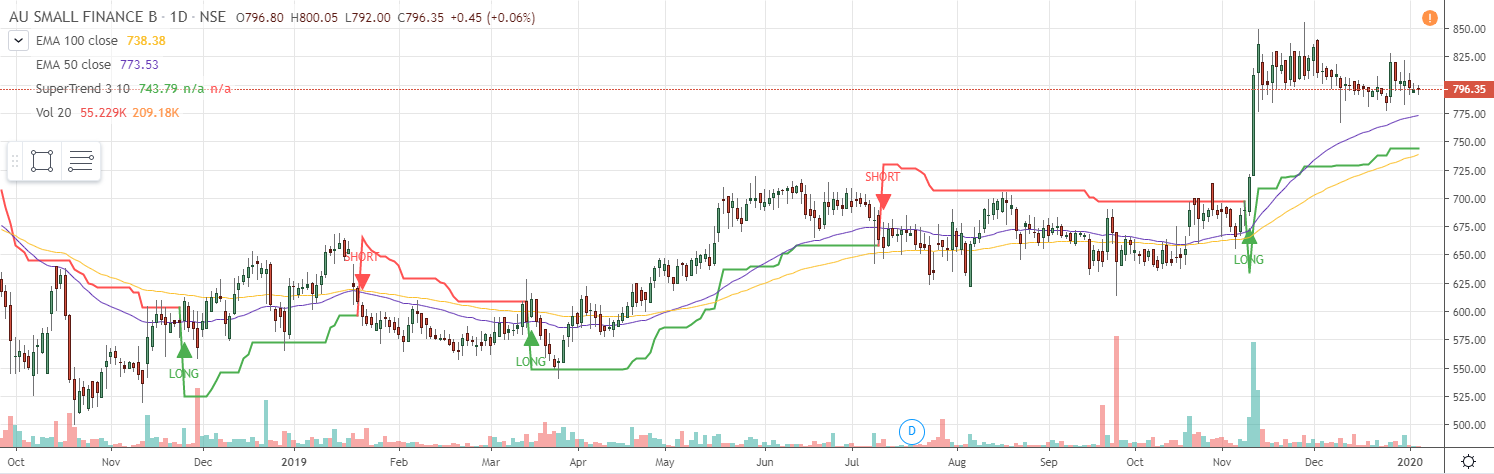 AU SMALL FINANCE B · 1D · NSE O796.80 H800.05 L792.00 C796.35 +0.45 (+0.06%)
EMA 100 close 738.38
EMA 50 close 773.53
SuperTrend 3 10 743.79 n/a n/a
Vol 20 55.229K 209.18K
!
850.00
825.00
796.35
775.00
750.00
725.00
700.00
675.00
650.00
625.00
600.00
575.00
550.00
525.00
500.00
SHORT
SHORT
LONG
LONG
LONG
D
Oct Nov Dec 2019 Feb Mar Apr May Jun Jul Aug Sep Oct Nov Dec 2020